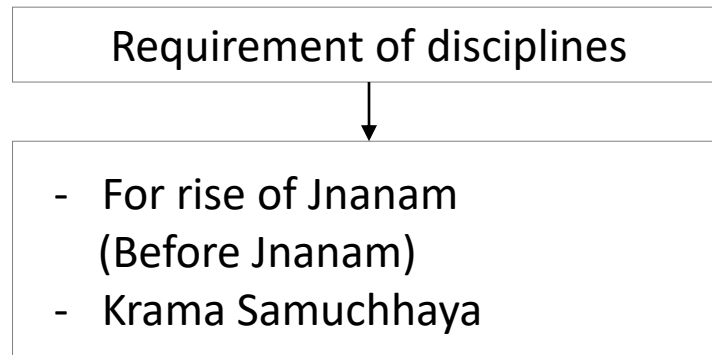 Requirement of disciplines
- For rise of Jnanam
(Before Jnanam)
- Krama Samuchhaya